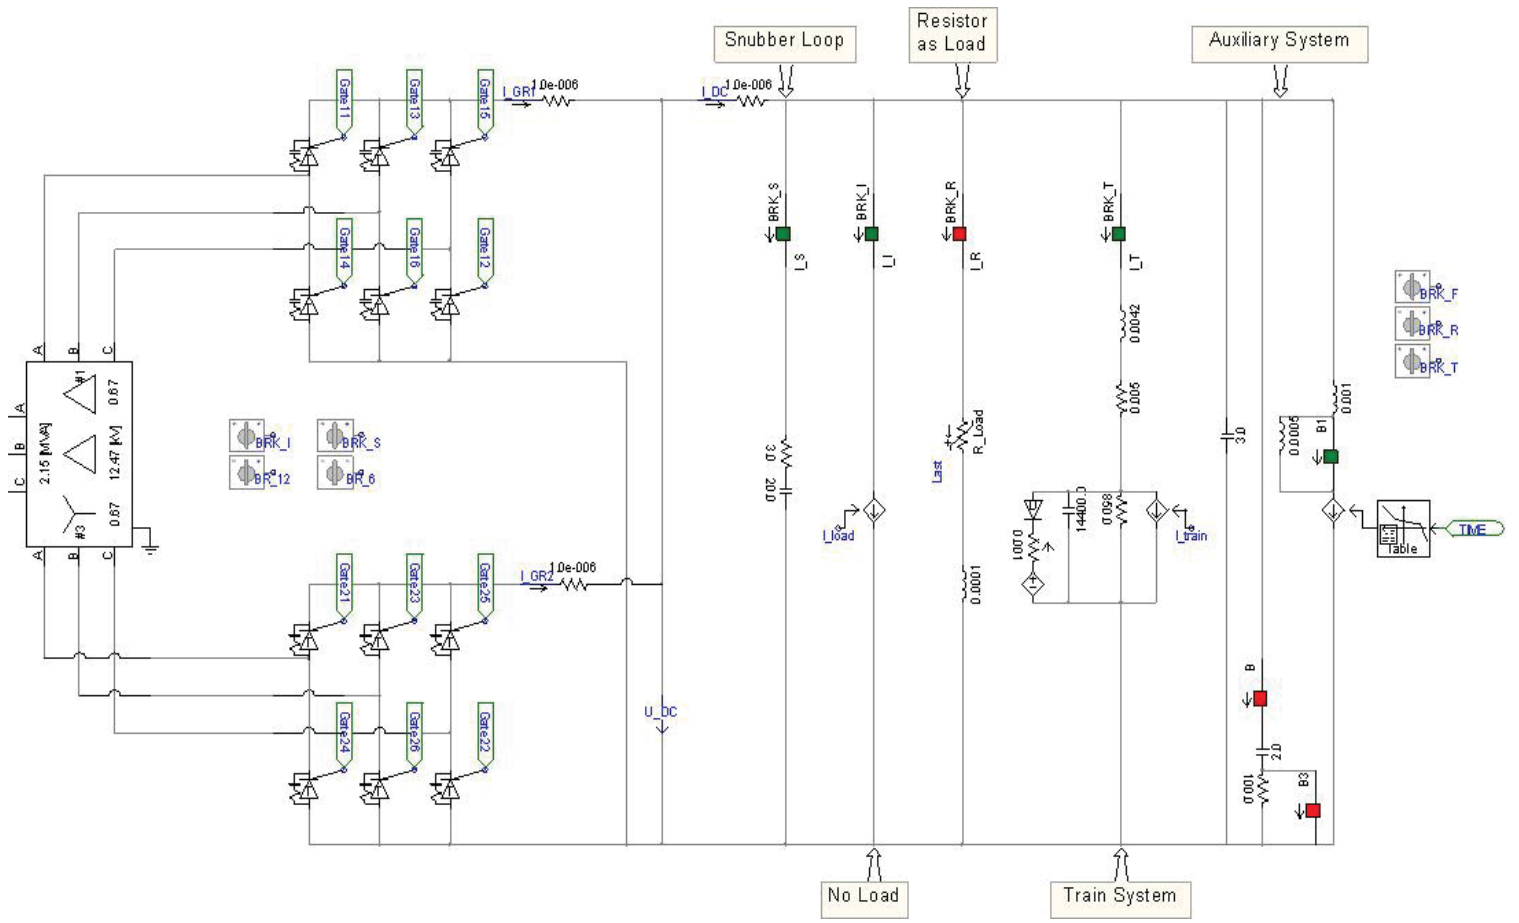 Snubber Loop
Resistor
as Load
Auxiliary System
Gate11
Gate13
Gate15
I_GR1
1.0e-006
I_DC
1.0e-006
BRK_S
I_S
BRK_I
I_I
BRK_R
I_R
BRK_T
I_T
Gate14
Gate16
Gate12
BRK_F
BRK_R
BRK_T
0.0042
0.005
A
B
C
#1
0.67
A
B
C
2.15 [MVA]
12.47 [kV]
#3
0.67
A
B
C
BRK_I
BRK_S
BR_12
BR_6
3.0
20.0
I_load
Last
R_Load
0.0001
0.001
14400.0
0.058
I_train
3.0
0.0005
B1
0.001
Table
TIME
Gate21
Gate23
Gate25
I_GR2
1.0e-006
U_DC
Gate24
Gate26
Gate22
B
2.0
100.0
B3
No Load
Train System